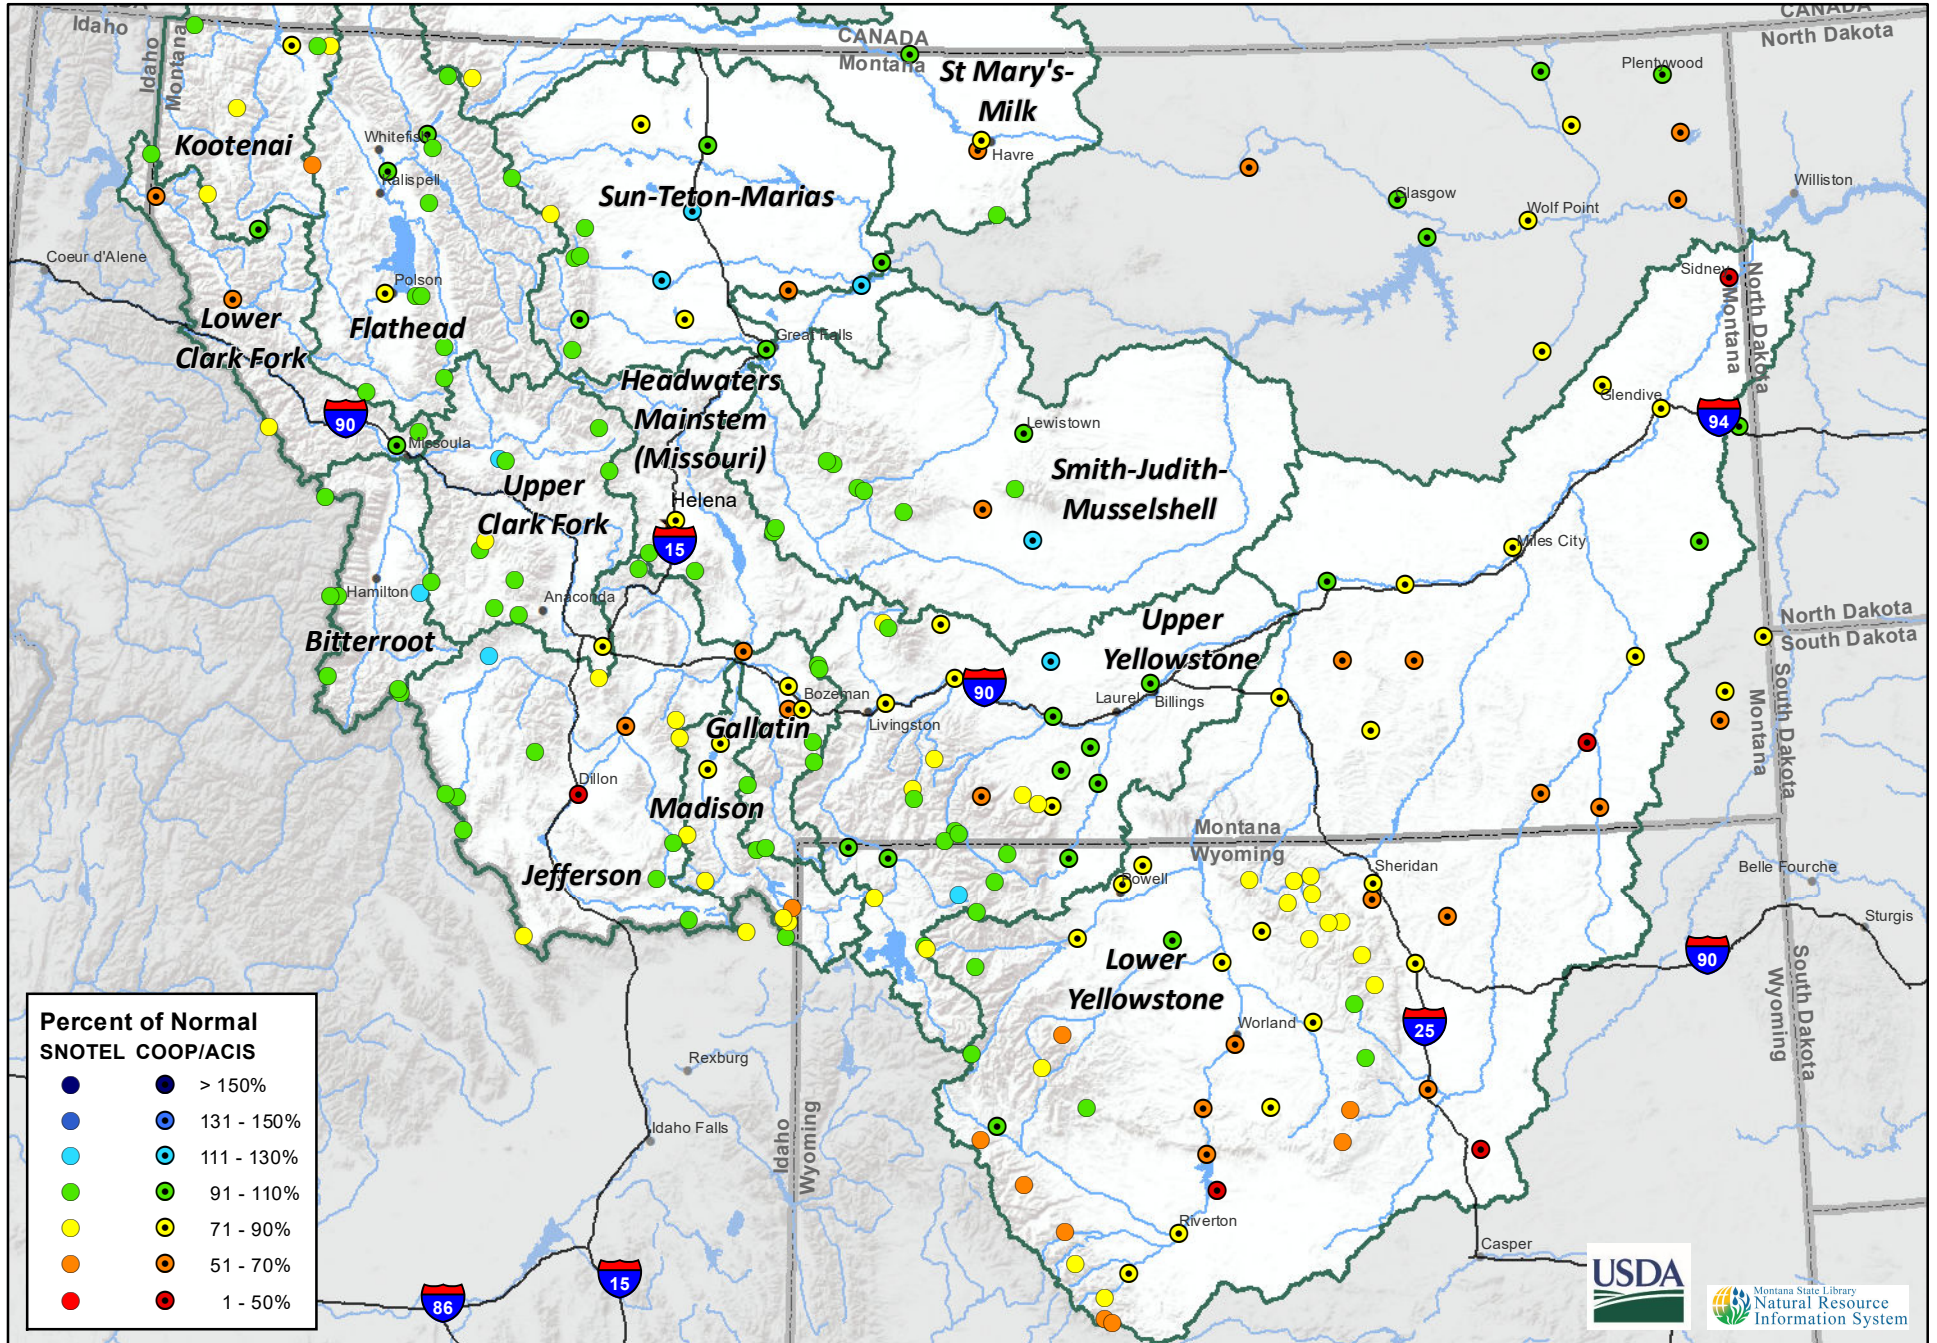 CANADA
Idaho
Idaho
Montana
CANADA
Montana
CANADA
North Dakota
St Mary's-
Milk
Plentywood
Whitefish
Kootenai
Havre
Kalispell
Sun-Teton-Marias
Glasgow
Wolf Point
Williston
Coeur d'Alene
Polson
Sidney
North Dakota
Montana
Lower
Clark Fork
Flathead
Great Falls
Headwaters
Mainstem
(Missouri)
Glendive
90
94
Missoula
Lewistown
Smith-Judith-
Musselshell
Upper
Clark Fork
Helena
15
Miles City
Hamilton
Anaconda
Bitterroot
Upper
Yellowstone
North Dakota
South Dakota
90
Bozeman
Livingston
Laurel
Billings
Gallatin
South Dakota
Montana
Dillon
Madison
Jefferson
Montana
Wyoming
Sheridan
Powell
Belle Fourche
Sturgis
Lower
Yellowstone
90
South Dakota
Wyoming
Worland
25
Rexburg
Idaho Falls
Idaho
Wyoming
Riverton
Casper
15
86
Percent of Normal
SNOTEL COOP/ACIS
> 150%
131 - 150%
111 - 130%
91 - 110%
71 - 90%
51 - 70%
1 - 50%
USDA
Montana State Library
Natural Resource
Information System